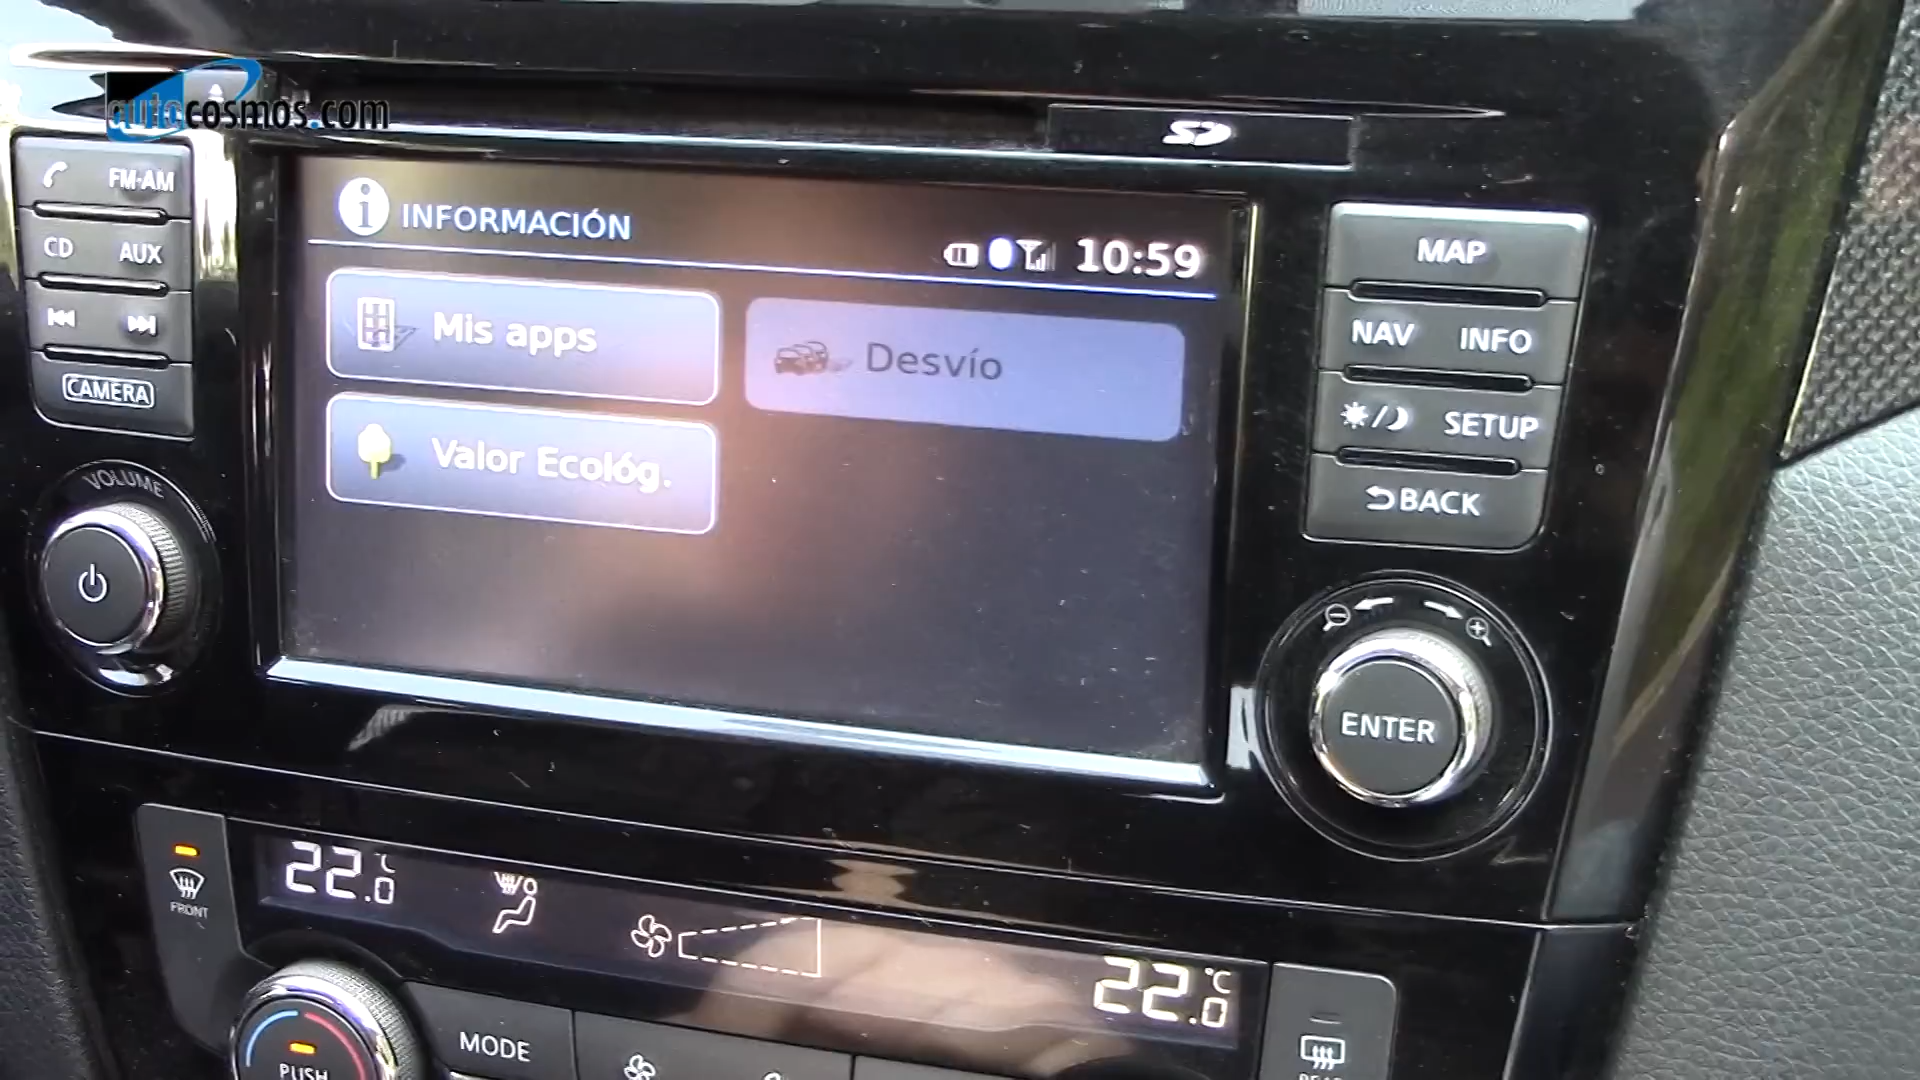 autocosmos.com
SD
FM·AM
CD AUX
CAMERA
VOLUME
INFORMACIÓN
10:59
Mis apps
Desvío
Valor Ecológ.
MAP
NAV INFO
SETUP
BACK
ENTER
FRONT
22.0 °C
22.0 °C
MODE
PUSH